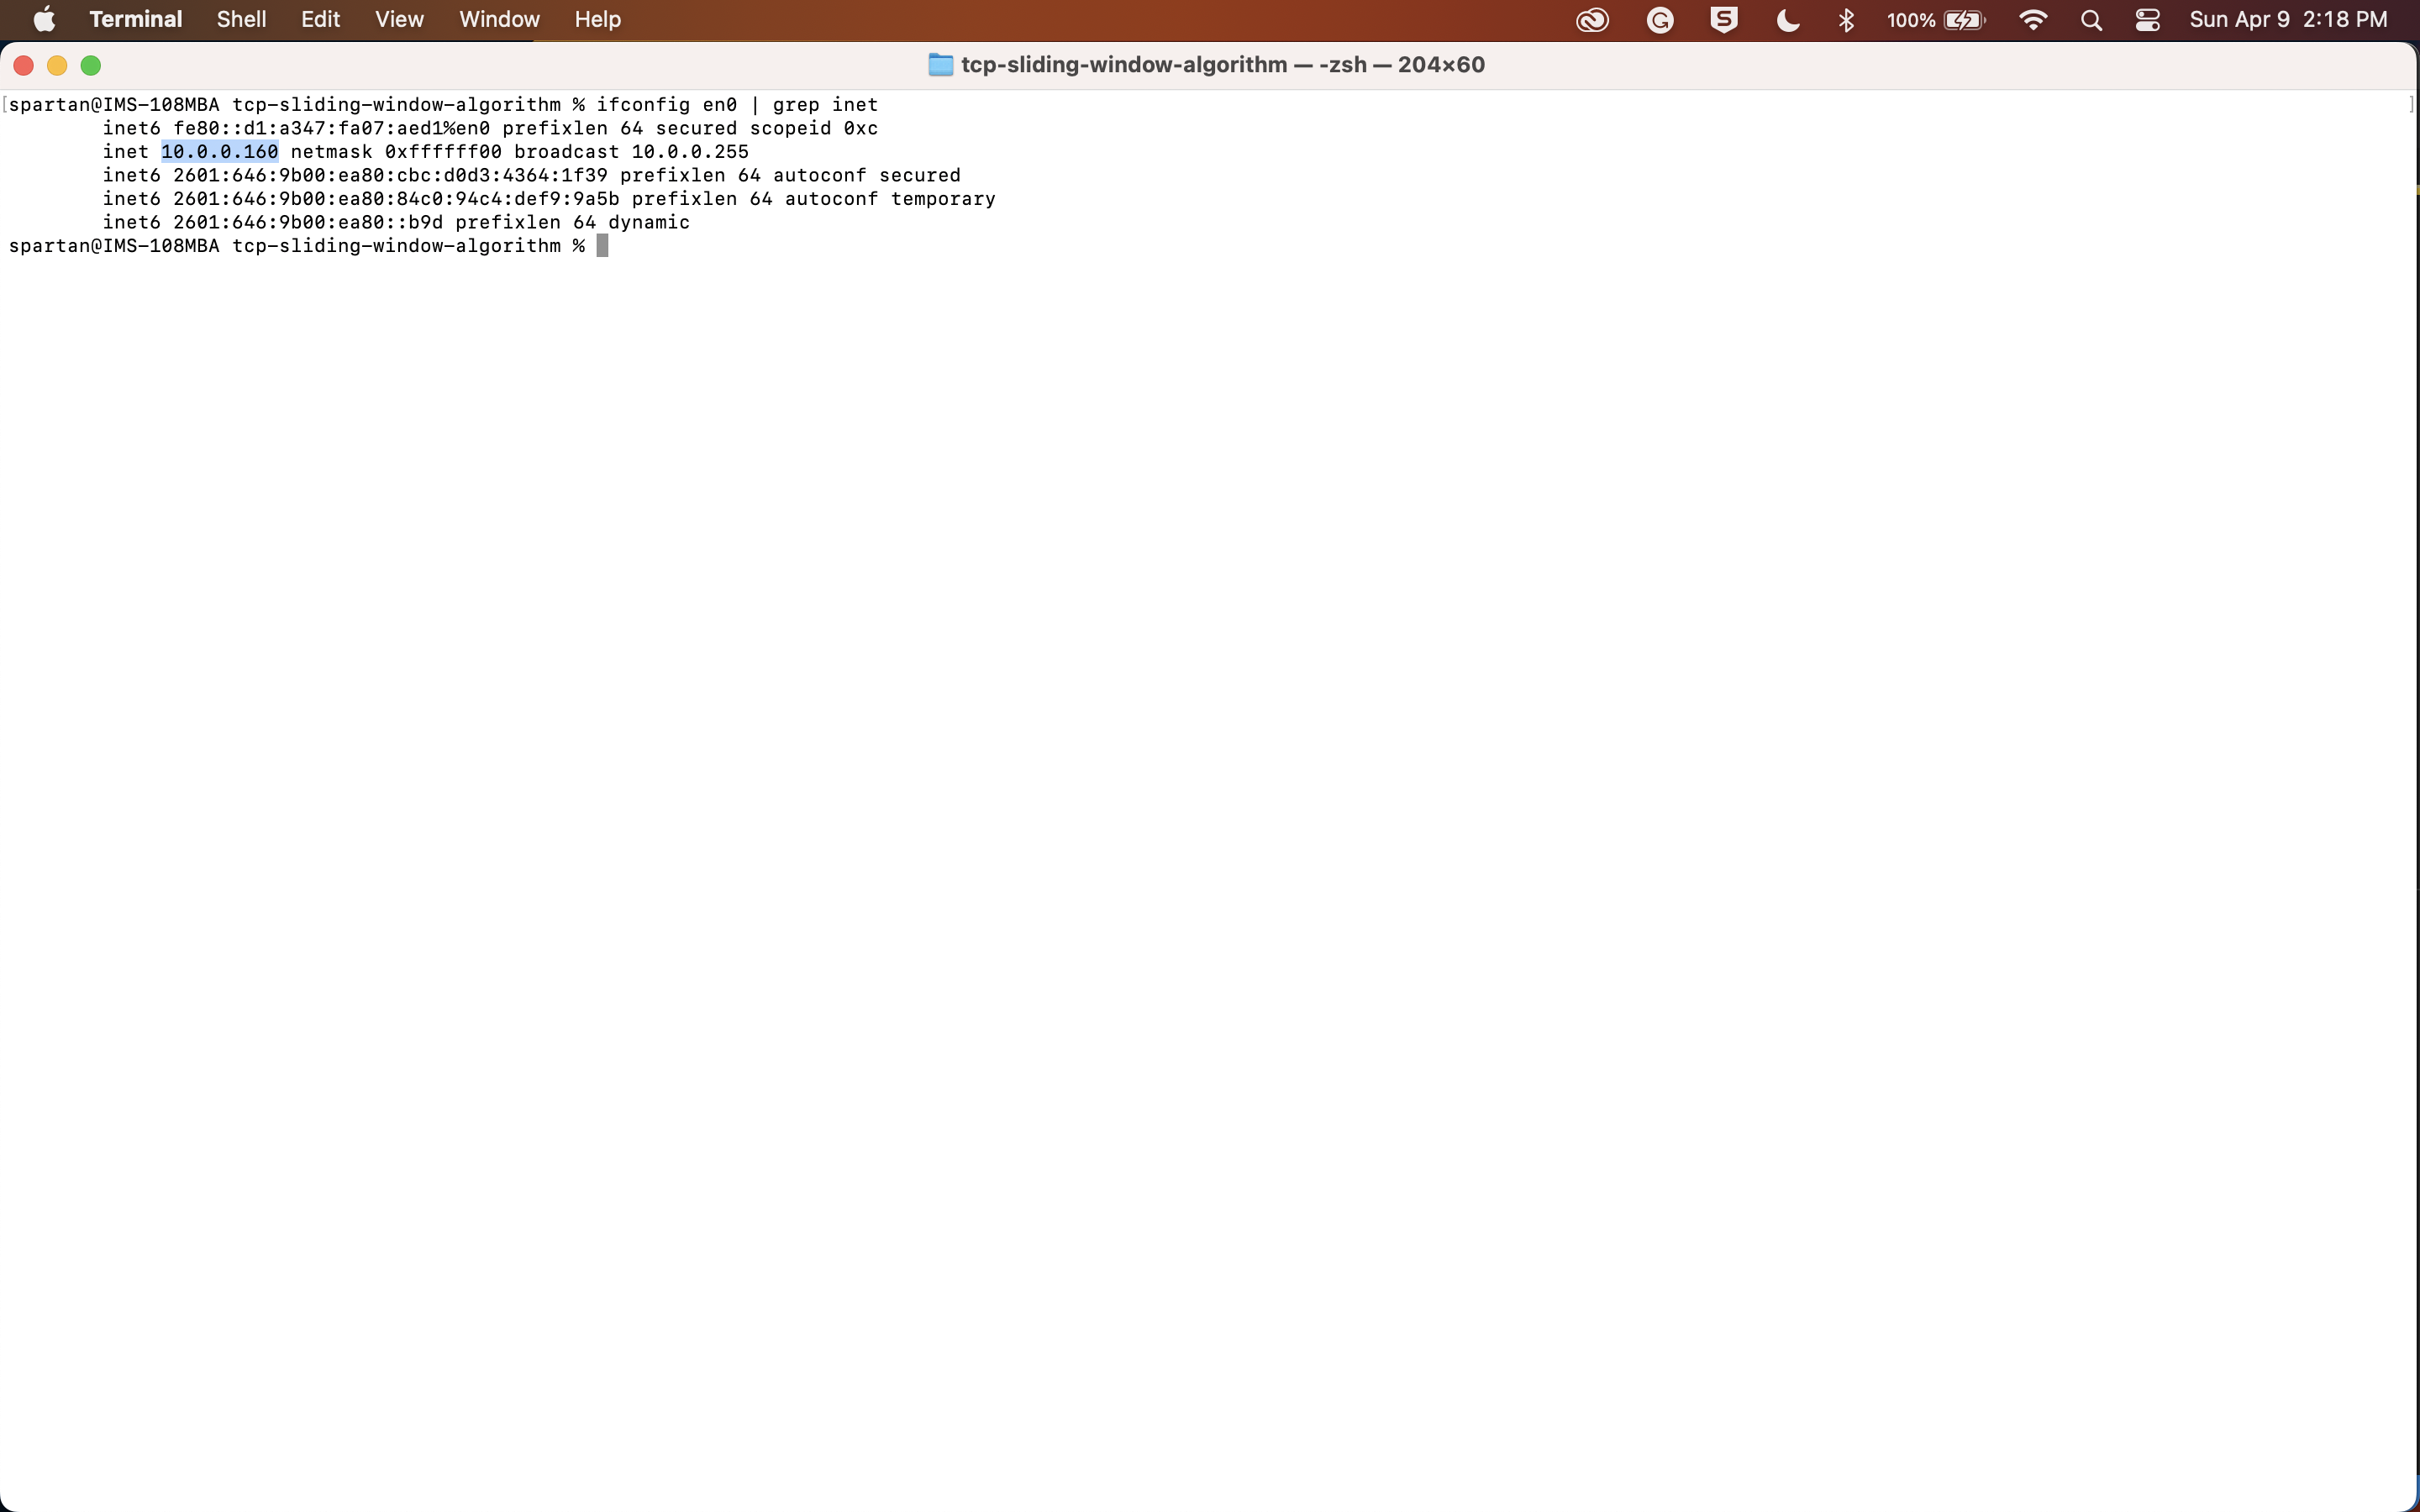 Terminal Shell Edit View Window Help 100% Sun Apr 9 2:18 PM
tcp-sliding-window-algorithm — -zsh — 204×60
[spartan@IMS-108MBA tcp-sliding-window-algorithm % ifconfig en0 | grep inet ]
inet6 fe80::d1:a347:fa07:aed1%en0 prefixlen 64 secured scopeid 0xc
inet 10.0.0.160 netmask 0xffffff00 broadcast 10.0.0.255
inet6 2601:646:9b00:ea80:cbc:d0d3:4364:1f39 prefixlen 64 autoconf secured
inet6 2601:646:9b00:ea80:84c0:94c4:def9:9a5b prefixlen 64 autoconf temporary
inet6 2601:646:9b00:ea80::b9d prefixlen 64 dynamic
spartan@IMS-108MBA tcp-sliding-window-algorithm %